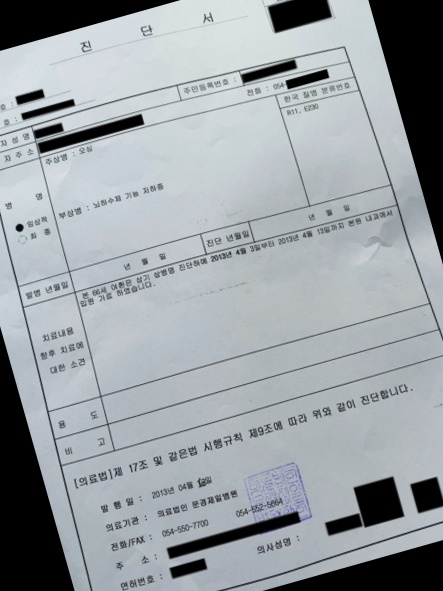 진 단 서
호 :
호 :
주민등록번호 :
자 성 명
전화 : 054-
자 주 소
한국 질병 분류번호
주상병 : 오심
R11, E230
병 명
임상적
최 종
부상병 : 뇌하수체 기능 저하증
발병 년월일
년 월 일
진단 년월일
년 월 일
치료내용
향후 치료에
대한 소견
본 66세 여환은 상기 상병명 진단하에 2013년 4월 3일부터 2013년 4월 13일까지 본원 내과에서
입원 가료 하였습니다.
용 도
비 고
[의료법]제 17조 및 같은법 시행규칙 제9조에 따라 위와 같이 진단합니다.
발 행 일 : 2013년 04월 일
의료기관 : 의료법인 문경제일병원
전화/FAX : 054-550-7700 054-552-5864
주 소 :
의사성명 :
면허번호 :